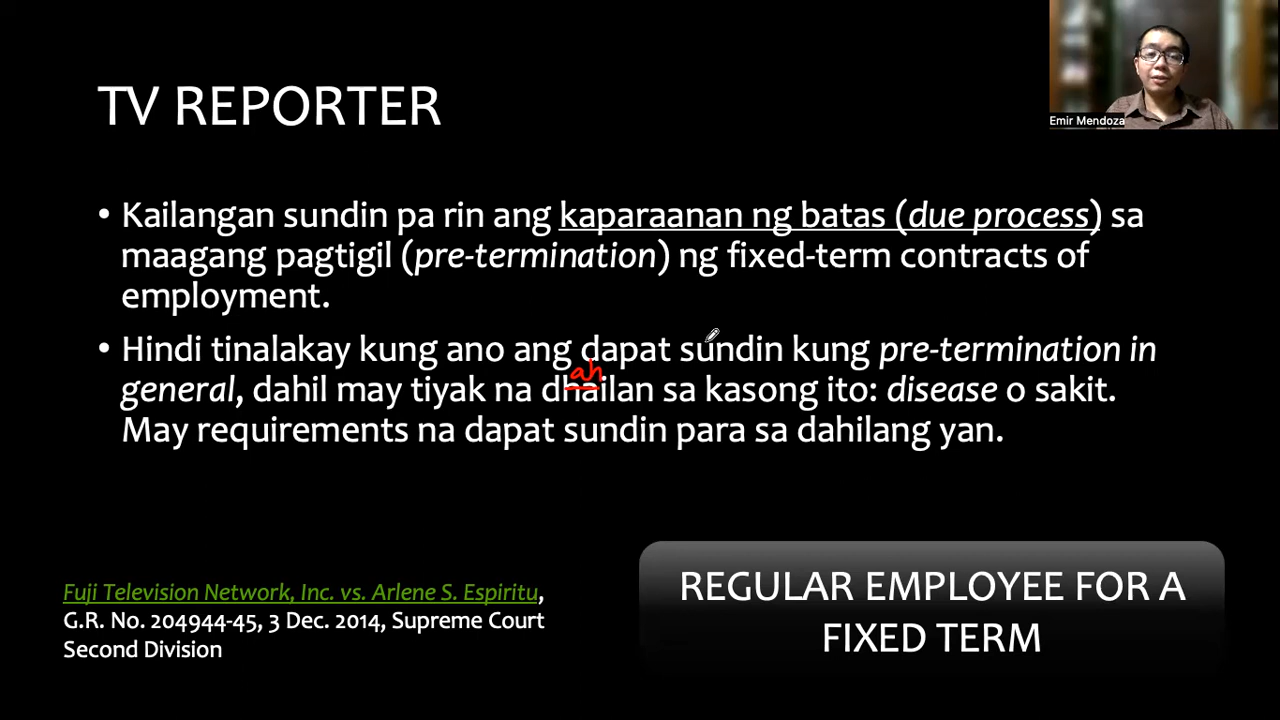 Emir Mendoza
TV REPORTER
• Kailangan sundin pa rin ang kaparaanan ng batas (due process) sa
maagang pagtigil (pre-termination) ng fixed-term contracts of
employment.
• Hindi tinalakay kung ano ang dapat sundin kung pre-termination in
ah
general, dahil may tiyak na dhailan sa kasong ito: disease o sakit.
May requirements na dapat sundin para sa dahilang yan.
Fuji Television Network, Inc. vs. Arlene S. Espiritu,
G.R. No. 204944-45, 3 Dec. 2014, Supreme Court
Second Division
REGULAR EMPLOYEE FOR A
FIXED TERM